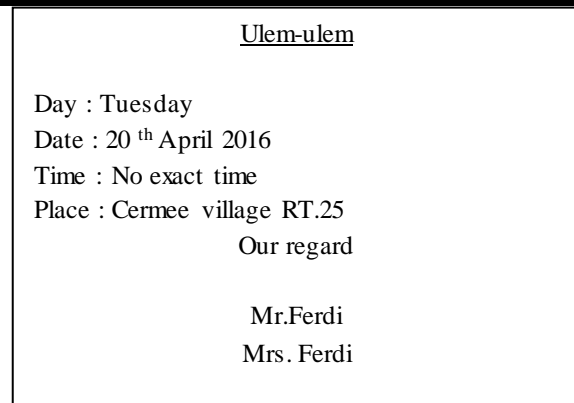 Ulem-ulem
Day : Tuesday
Date : 20 th April 2016
Time : No exact time
Place : Cermee village RT.25
Our regard
Mr.Ferdi
Mrs. Ferdi